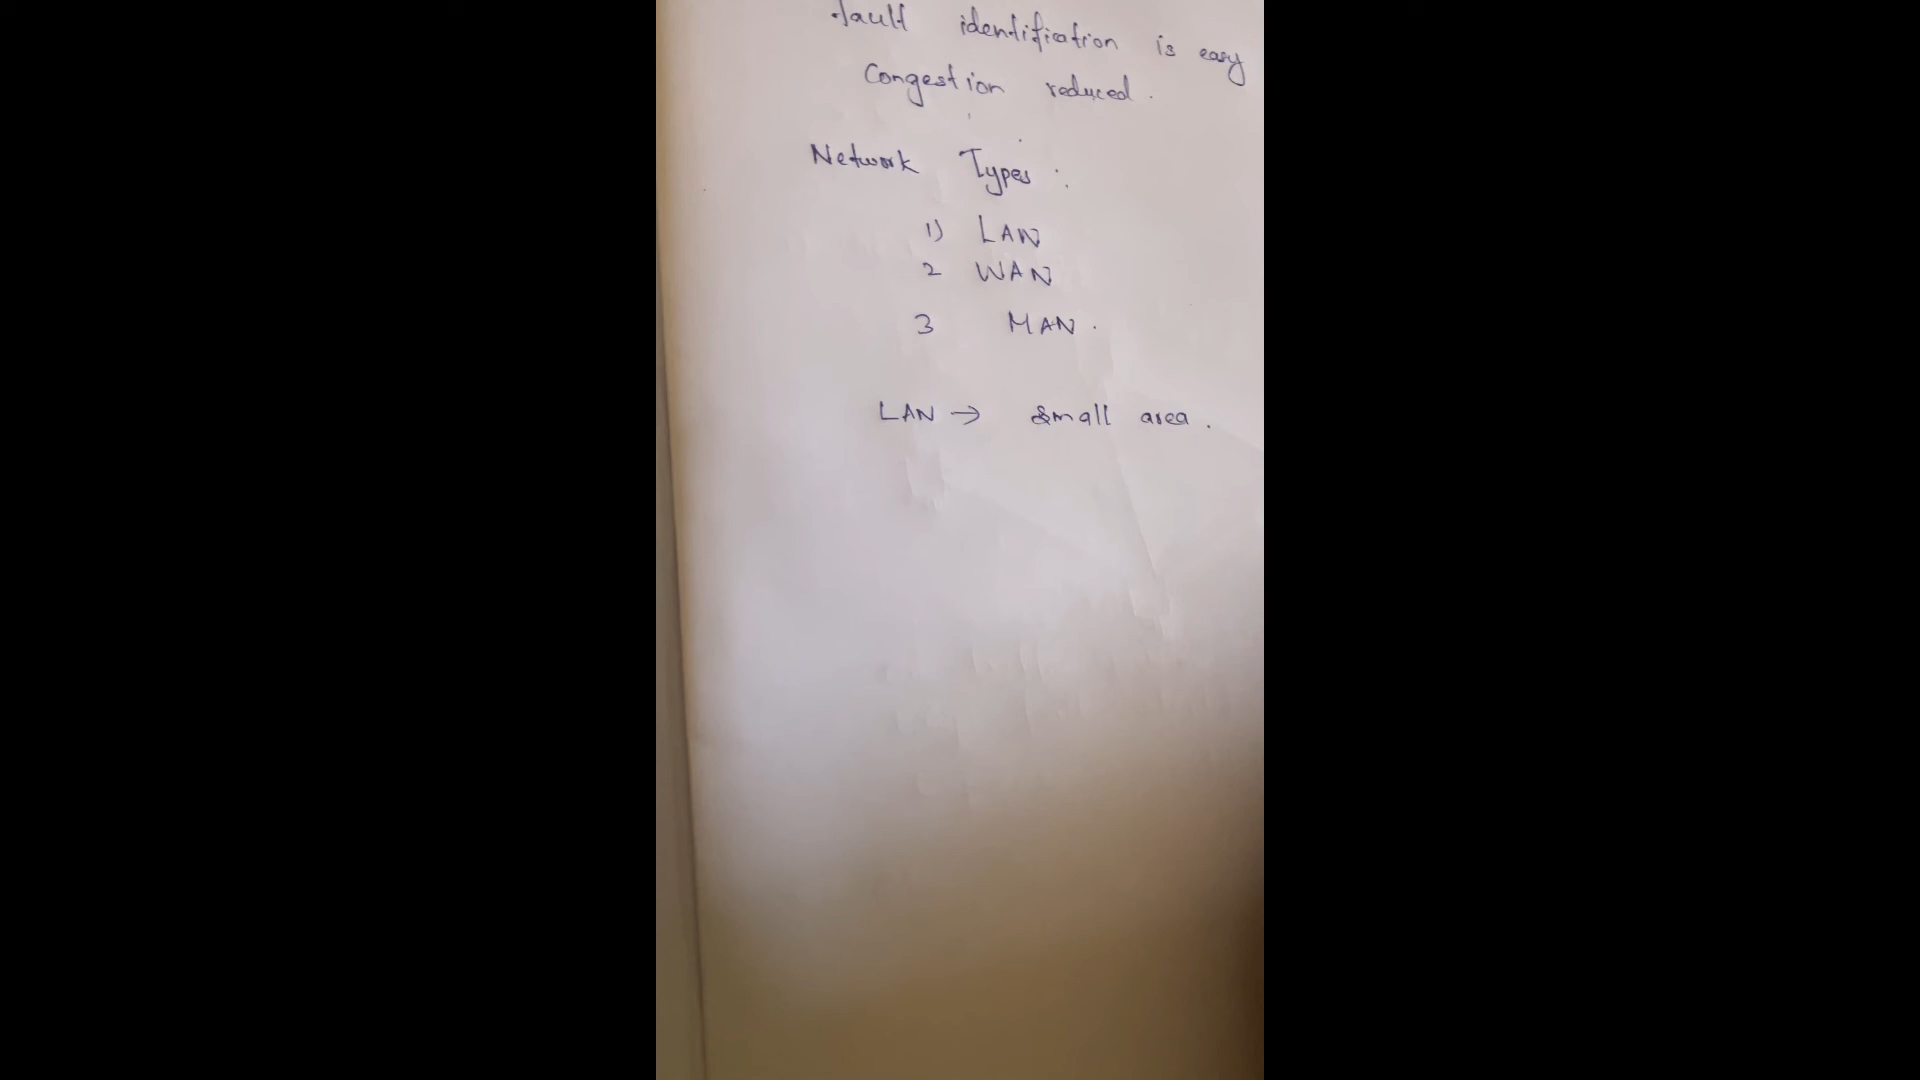 fault identification is easy
Congestion reduced.
Network Types :
1) LAN
2 WAN
3 MAN.
LAN → Small area.